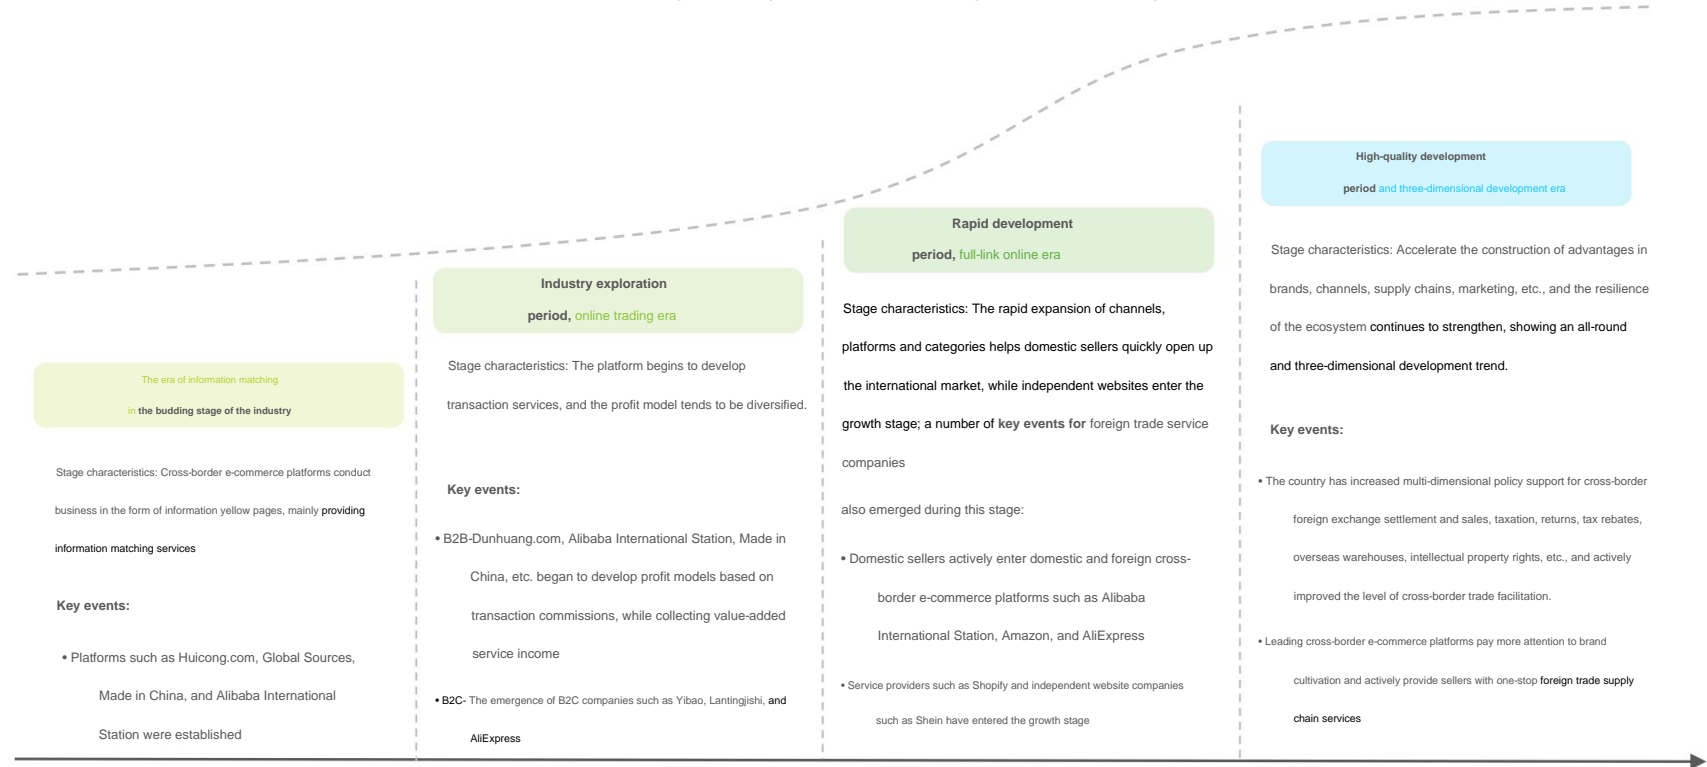 The era of information matching
in the budding stage of the industry
Stage characteristics: Cross-border e-commerce platforms conduct
business in the form of information yellow pages, mainly providing
information matching services
Key events:
• Platforms such as Huicong.com, Global Sources,
Made in China, and Alibaba International
Station were established
Industry exploration
period, online trading era
Stage characteristics: The platform begins to develop
transaction services, and the profit model tends to be diversified.
Key events:
• B2B-Dunhuang.com, Alibaba International Station, Made in
China, etc. began to develop profit models based on
transaction commissions, while collecting value-added
service income
• B2C- The emergence of B2C companies such as Yibao, Lantingjishi, and
AliExpress
Rapid development
period, full-link online era
Stage characteristics: The rapid expansion of channels,
platforms and categories helps domestic sellers quickly open up
the international market, while independent websites enter the
growth stage; a number of key events for foreign trade service
companies
also emerged during this stage:
• Domestic sellers actively enter domestic and foreign cross-
border e-commerce platforms such as Alibaba
International Station, Amazon, and AliExpress
• Service providers such as Shopify and independent website companies
such as Shein have entered the growth stage
High-quality development
period and three-dimensional development era
Stage characteristics: Accelerate the construction of advantages in
brands, channels, supply chains, marketing, etc., and the resilience
of the ecosystem continues to strengthen, showing an all-round
and three-dimensional development trend.
Key events:
• The country has increased multi-dimensional policy support for cross-border
foreign exchange settlement and sales, taxation, returns, tax rebates,
overseas warehouses, intellectual property rights, etc., and actively
improved the level of cross-border trade facilitation.
• Leading cross-border e-commerce platforms pay more attention to brand
cultivation and actively provide sellers with one-stop foreign trade supply
chain services